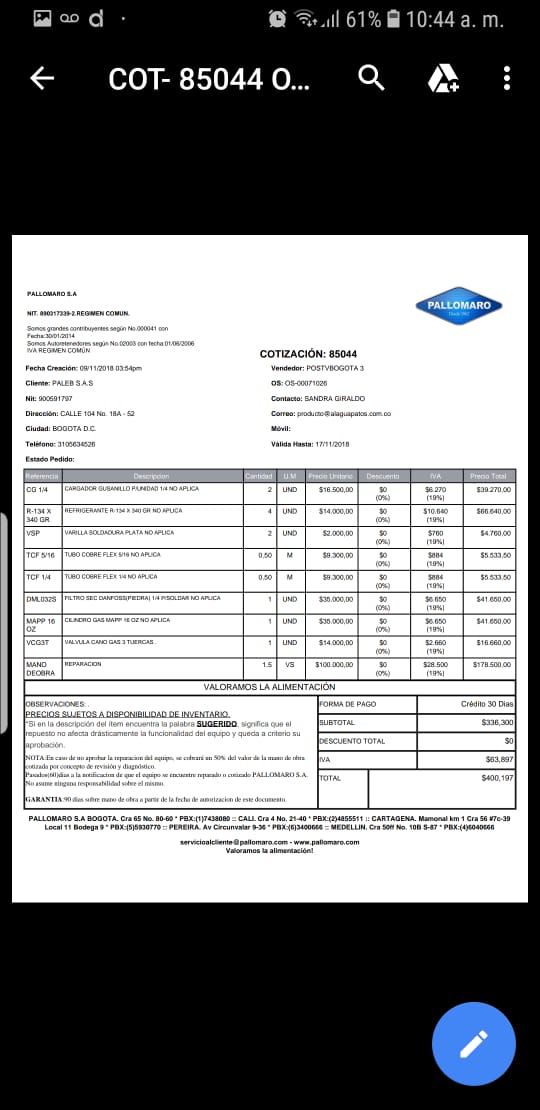 61% 10:44 a. m.
COT- 85044 O...
PALLOMARO S.A
PALLOMARO
Desde 1962
NIT. 890317339-2.REGIMEN COMUN.
Somos grandes contribuyentes según No.000041 con
Fecha:30/01/2014
Somos Autoretenedores según No.02003 con fecha:01/06/2006
IVA REGIMEN COMÚN
COTIZACIÓN: 85044
Fecha Creación: 09/11/2018 03:54pm
Vendedor: POSTVBOGOTA 3
Cliente: PALEB S.A.S
OS: OS-00071026
Nit: 900591797
Contacto: SANDRA GIRALDO
Dirección: CALLE 104 No. 18A - 52
Correo: producto@alaguapatos.com.co
Ciudad: BOGOTA D.C.
Móvil:
Teléfono: 3105634526
Válida Hasta: 17/11/2018
Estado Pedido:
Referencia Descripcion Cantidad U.M Precio Unitario Descuento IVA Precio Total
CG 1/4 CARGADOR GUSANILLO P/UNIDAD 1/4 NO APLICA 2 UND $16.500,00 $0 (0%) $6.270 (19%) $39.270,00
R-134 X 340 GR REFRIGERANTE R-134 X 340 GR NO APLICA 4 UND $14.000,00 $0 (0%) $10.640 (19%) $66.640,00
VSP VARILLA SOLDADURA PLATA NO APLICA 2 UND $2.000,00 $0 (0%) $760 (19%) $4.760,00
TCF 5/16 TUBO COBRE FLEX 5/16 NO APLICA 0,50 M $9.300,00 $0 (0%) $884 (19%) $5.533,50
TCF 1/4 TUBO COBRE FLEX 1/4 NO APLICA 0,50 M $9.300,00 $0 (0%) $884 (19%) $5.533,50
DML032S FILTRO SEC DANFOSS(PIEDRA) 1/4 P/SOLDAR NO APLICA 1 UND $35.000,00 $0 (0%) $6.650 (19%) $41.650,00
MAPP 16 OZ CILINDRO GAS MAPP 16 OZ NO APLICA 1 UND $35.000,00 $0 (0%) $6.650 (19%) $41.650,00
VCG3T VALVULA CANO GAS 3 TUERCAS . 1 UND $14.000,00 $0 (0%) $2.660 (19%) $16.660,00
MANO DEOBRA REPARACION 1.5 VS $100.000,00 $0 (0%) $28.500 (19%) $178.500,00
VALORAMOS LA ALIMENTACIÓN
OBSERVACIONES: .
PRECIOS SUJETOS A DISPONIBILIDAD DE INVENTARIO.
*Si en la descripción del ítem encuentra la palabra SUGERIDO, significa que el
repuesto no afecta drásticamente la funcionalidad del equipo y queda a criterio su
aprobación.
NOTA:En caso de no aprobar la reparacion del equipo, se cobrará un 50% del valor de la mano de obra
cotizada por concepto de revisión y diagnóstico.
Pasados(60)dias a la notificacion de que el equipo se encuentre reparado o cotizado PALLOMARO S.A.
No asume ninguna responsabilidad sobre el mismo.
GARANTIA:90 dias sobre mano de obra a partir de la fecha de autorizacion de este documento.
FORMA DE PAGO Crédito 30 Dias
SUBTOTAL $336,300
DESCUENTO TOTAL $0
IVA $63,897
TOTAL $400,197
PALLOMARO S.A BOGOTA. Cra 65 No. 80-60 * PBX:(1)7438080 :: CALI. Cra 4 No. 21-40 * PBX:(2)4855511 :: CARTAGENA. Mamonal km 1 Cra 56 #7c-39
Local 11 Bodega 9 * PBX:(5)5930770 :: PEREIRA. Av Circunvalar 9-36 * PBX:(6)3400666 :: MEDELLIN. Cra 50ff No. 10B S-87 * PBX:(4)6040666
servicioalcliente@pallomaro.com - www.pallomaro.com
Valoramos la alimentación!